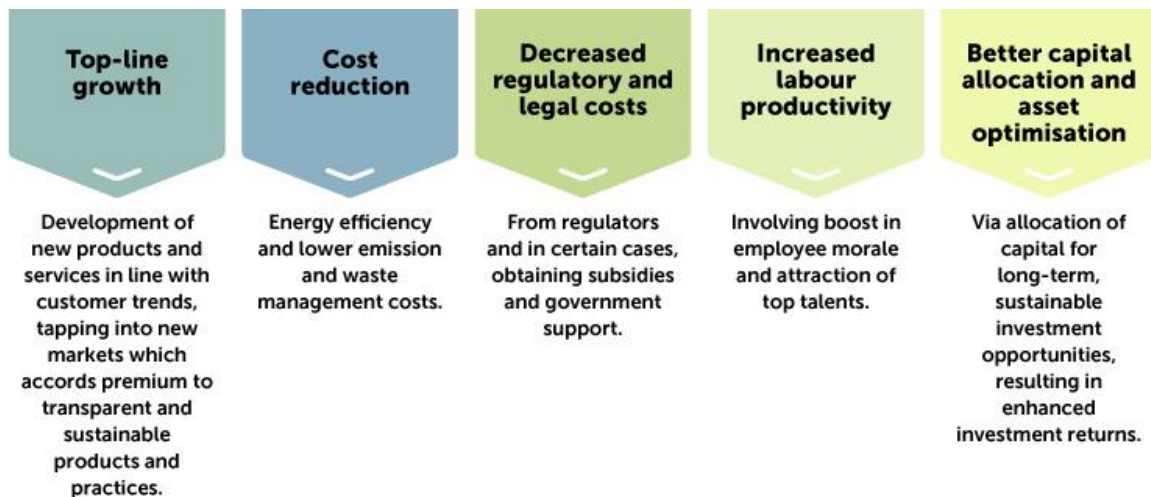 Top-line
growth
Cost
reduction
Decreased
regulatory and
legal costs
Increased
labour
productivity
Better capital
allocation and
asset
optimisation
Development of
new products and
services in line with
customer trends,
tapping into new
markets which
accords premium to
transparent and
sustainable
products and
practices.
Energy efficiency
and lower emission
and waste
management costs.
From regulators
and in certain cases,
obtaining subsidies
and government
support.
Involving boost in
employee morale
and attraction of
top talents.
Via allocation of
capital for
long-term,
sustainable
investment
opportunities,
resulting in
enhanced
investment returns.